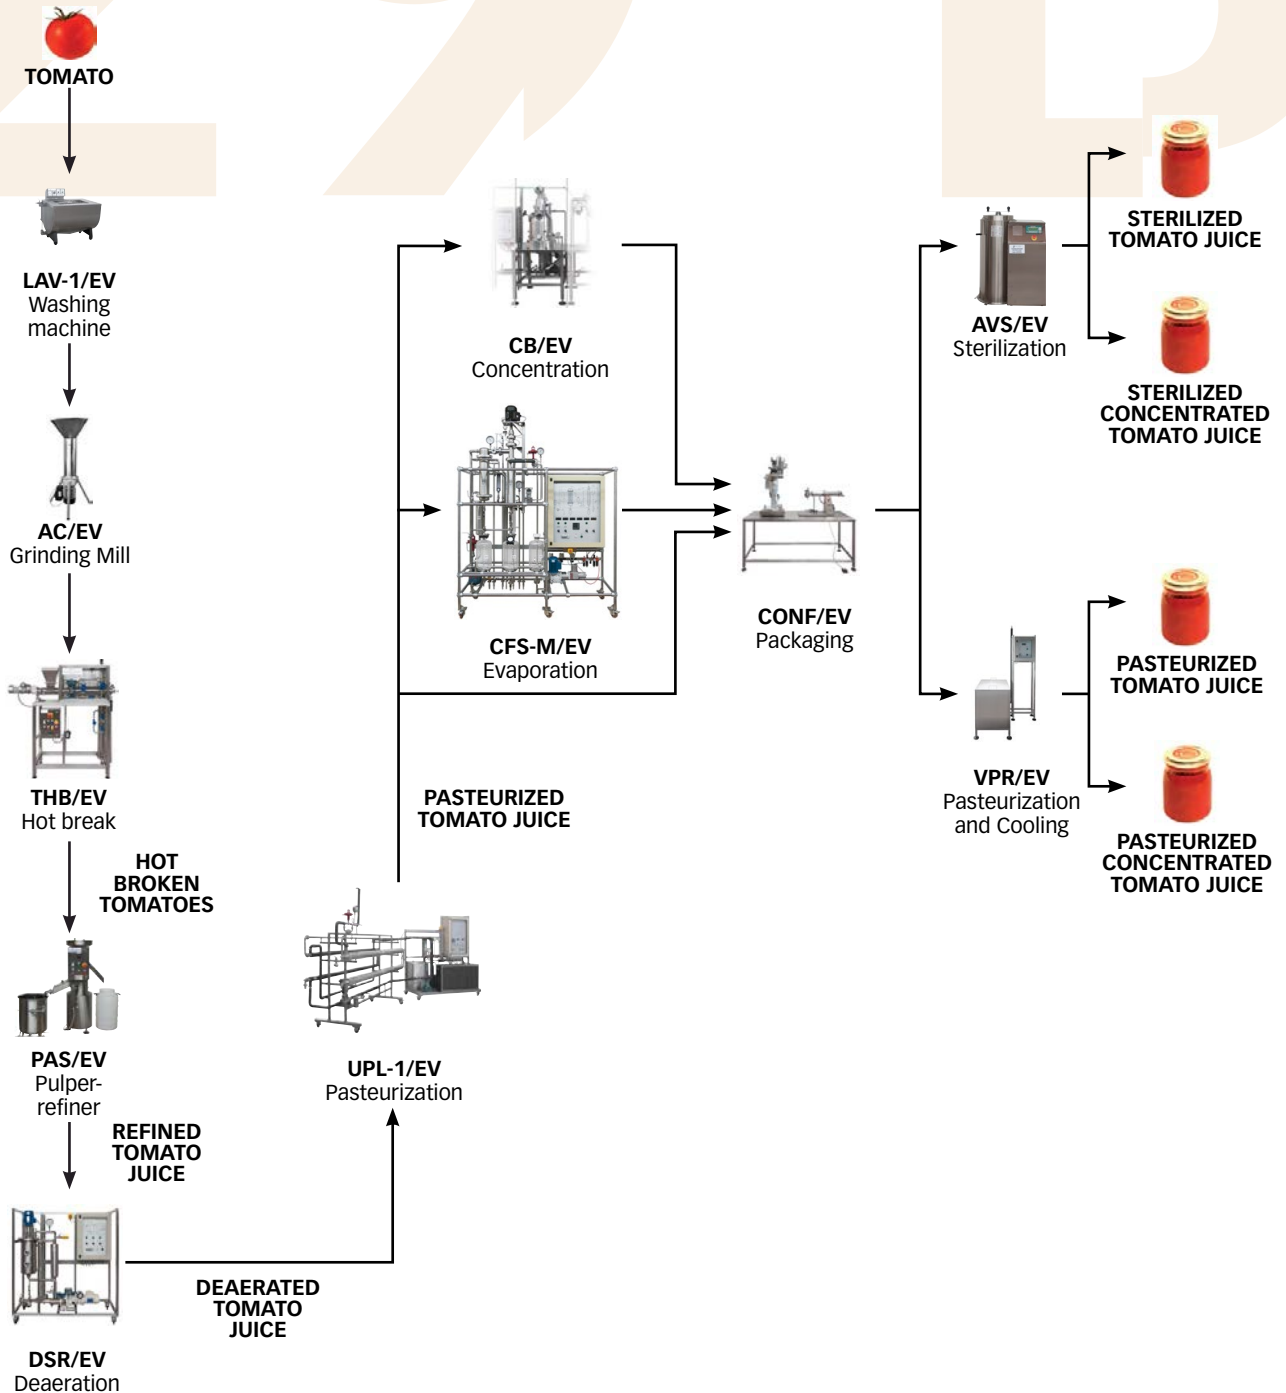 TOMATO
LAV-1/EV
Washing
machine
AC/EV
Grinding Mill
THB/EV
Hot break
HOT
BROKEN
TOMATOES
PAS/EV
Pulper-
refiner
REFINED
TOMATO
JUICE
DSR/EV
Deaeration
DEAERATED
TOMATO
JUICE
UPL-1/EV
Pasteurization
PASTEURIZED
TOMATO JUICE
CB/EV
Concentration
CFS-M/EV
Evaporation
CONF/EV
Packaging
AVS/EV
Sterilization
STERILIZED
TOMATO JUICE
STERILIZED
CONCENTRATED
TOMATO JUICE
VPR/EV
Pasteurization
and Cooling
PASTEURIZED
TOMATO JUICE
PASTEURIZED
CONCENTRATED
TOMATO JUICE